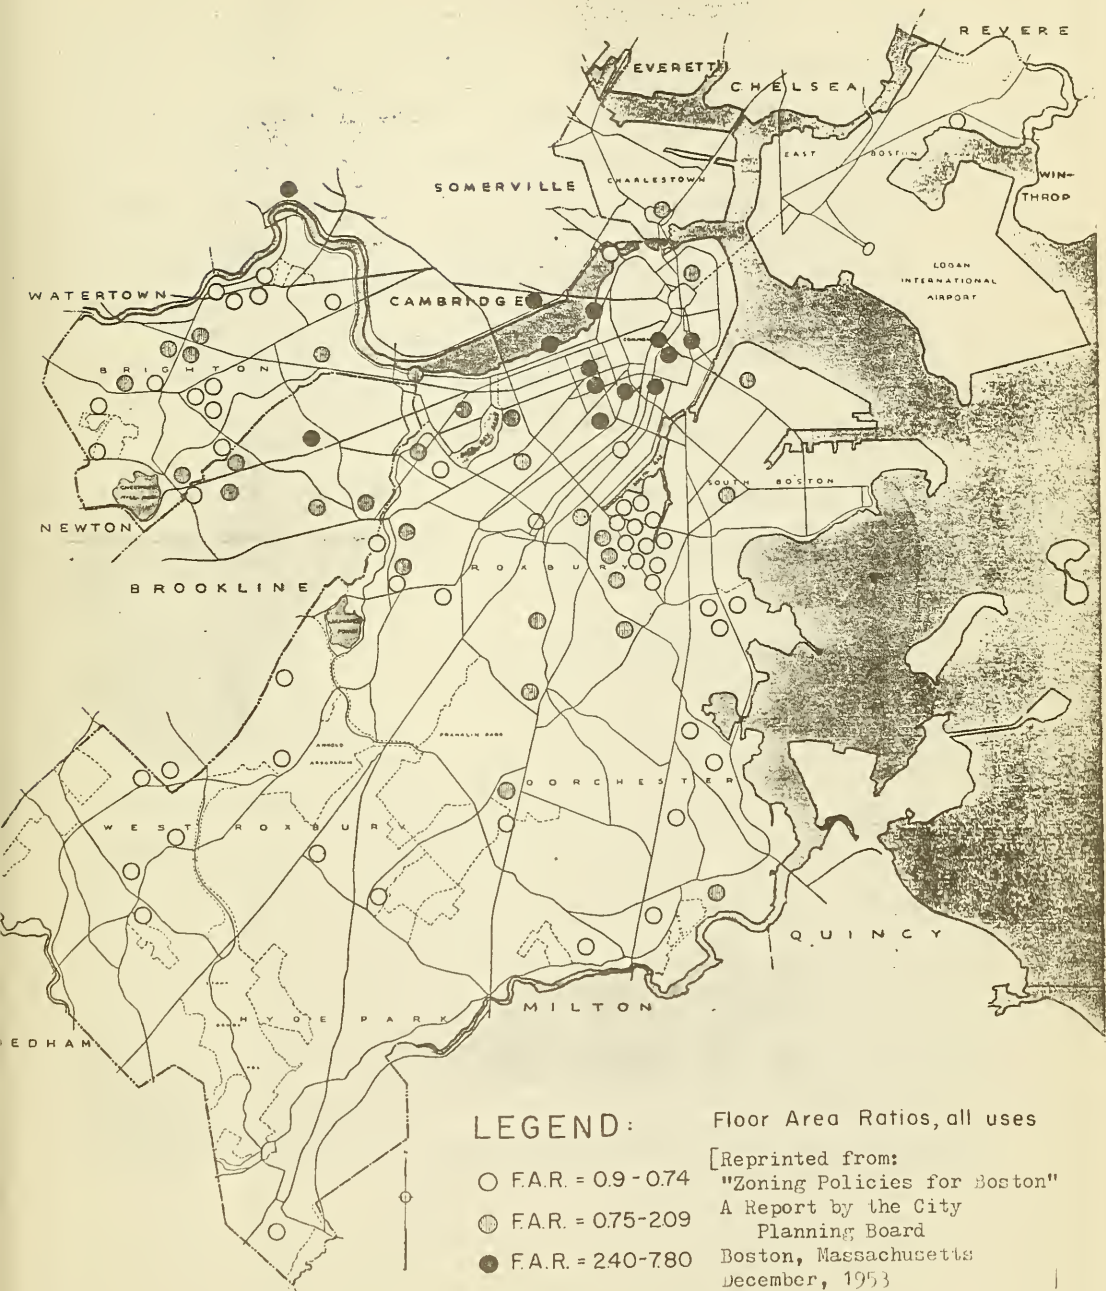 REVERE
EVERETT
CHELSEA
EAST BOSTON
WIN-
THROP
SOMERVILLE
CHARLESTOWN
LOGAN
INTERNATIONAL
AIRPORT
WATERTOWN
CAMBRIDGE
COMMON
BRIGHTON
SOUTH BOSTON
NEWTON
BROOKLINE
ROXBURY
FRANKLIN PARK
ARNOLD
ARBORETUM
DORCHESTER
WEST ROXBURY
QUINCY
MILTON
HYDE PARK
EDHAM
LEGEND:
F.A.R. = 0.9 - 0.74
F.A.R. = 0.75-2.09
F.A.R. = 2.40-7.80
Floor Area Ratios, all uses
[Reprinted from:
"Zoning Policies for Boston"
A Report by the City
Planning Board
Boston, Massachusetts
December, 1953